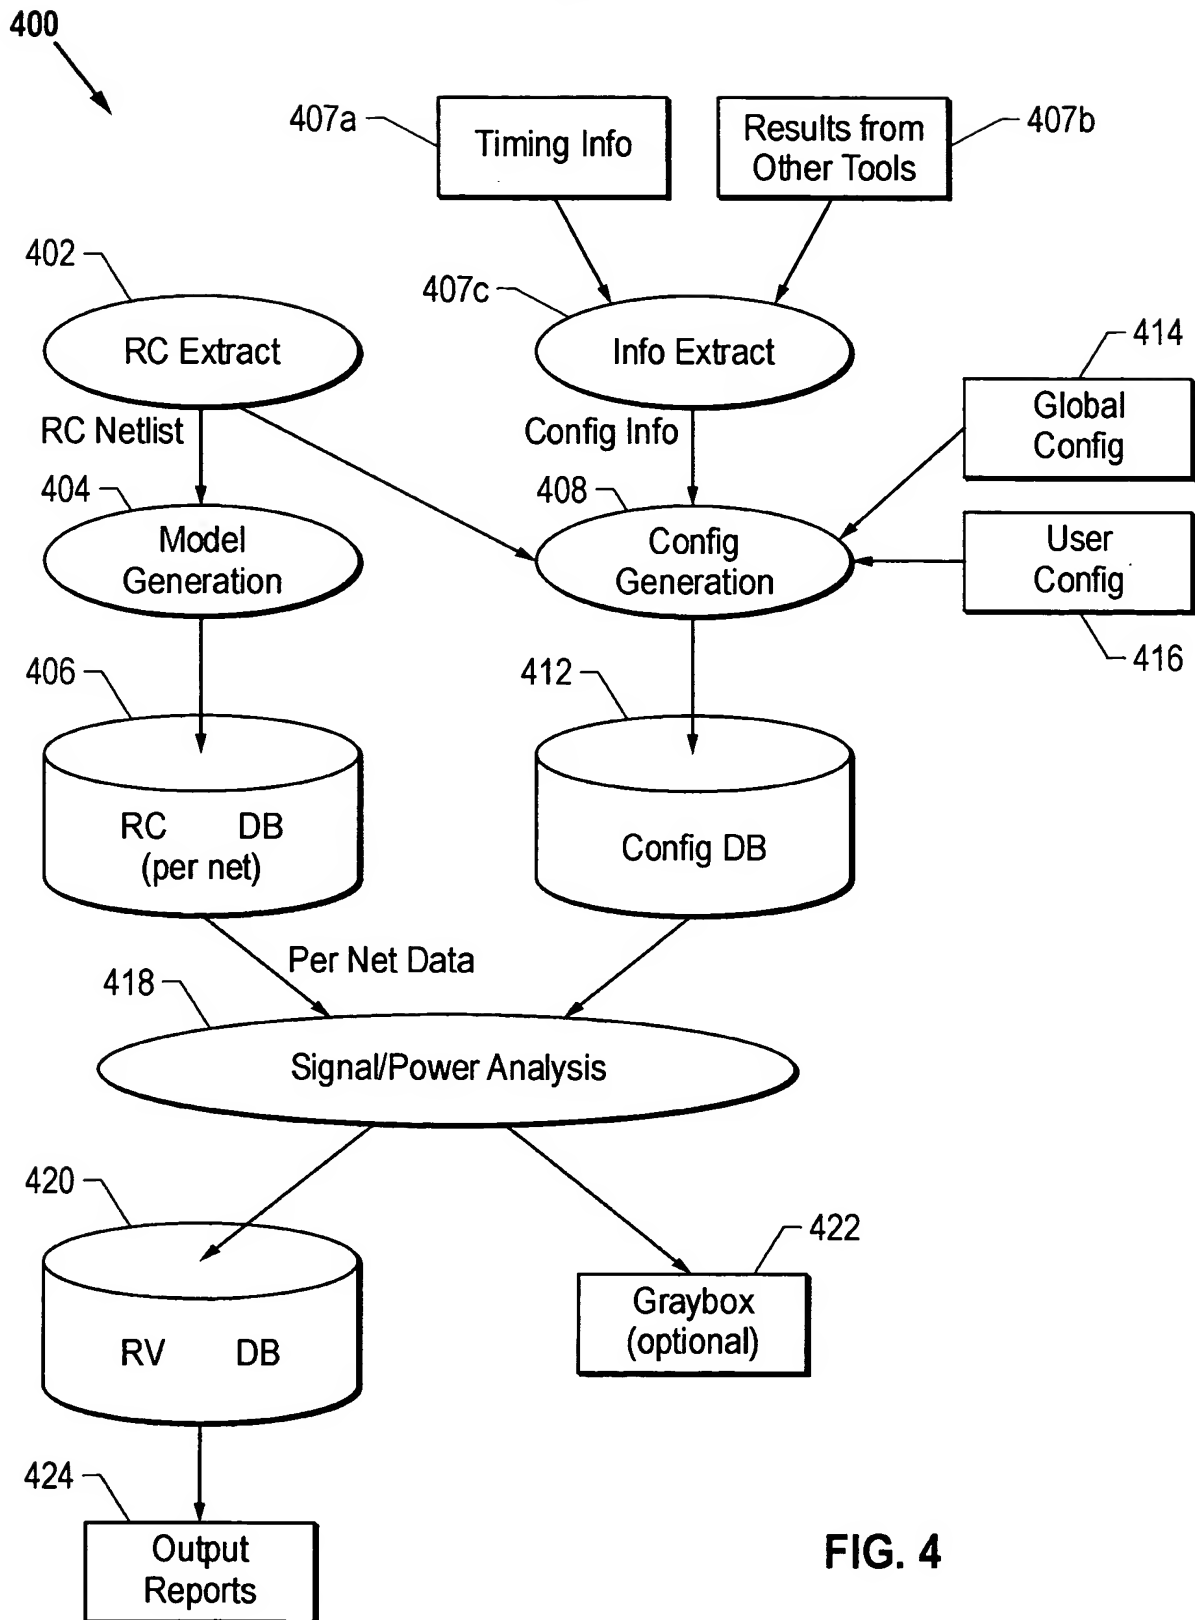 400
407a
Timing Info
Results from
Other Tools
407b
402
RC Extract
407c
Info Extract
414
Global
Config
RC Netlist
Config Info
404
Model
Generation
408
Config
Generation
User
Config
416
406
RC DB
(per net)
412
Config DB
Per Net Data
418
Signal/Power Analysis
420
RV DB
422
Graybox
(optional)
424
Output
Reports
FIG. 4